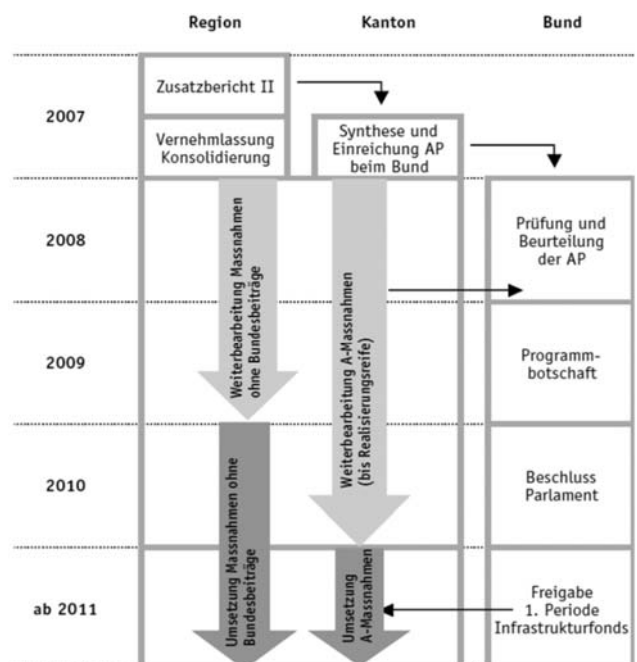 Region
Kanton
Bund
2007
Zusatzbericht II
Vernehmlassung
Konsolidierung
Synthese und
Einreichung AP
beim Bund
2008
Weiterbearbeitung Massnahmen
ohne Bundesbeiträge
Weiterbearbeitung A-Massnahmen
(bis Realisierungsreife)
Prüfung und
Beurteilung
der AP
2009
Programm-
botschaft
2010
Umsetzung Massnahmen ohne
Bundesbeiträge
Beschluss
Parlament
ab 2011
Umsetzung
A-Massnahmen
Freigabe
1. Periode
Infrastrukturfonds